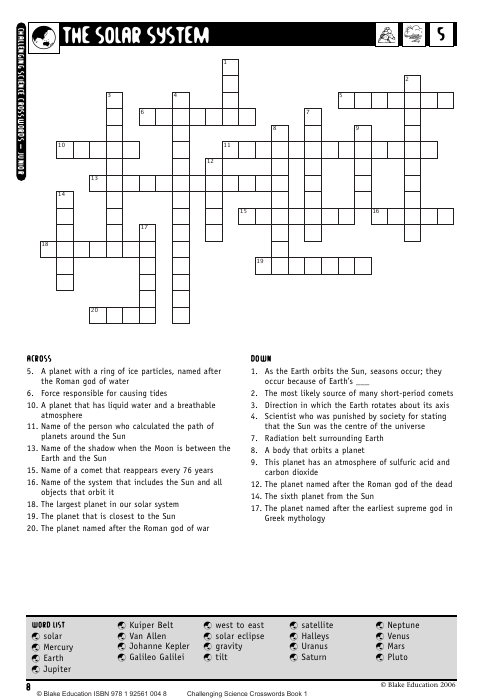 THE SOLAR SYSTEM
5
CHALLENGING SCIENCE CROSSWORDS – JUNIOR
1
2
3
4
5
6
7
8
9
10
11
12
13
14
15
16
17
18
19
20
ACROSS
5. A planet with a ring of ice particles, named after
the Roman god of water
6. Force responsible for causing tides
10. A planet that has liquid water and a breathable
atmosphere
11. Name of the person who calculated the path of
planets around the Sun
13. Name of the shadow when the Moon is between the
Earth and the Sun
15. Name of a comet that reappears every 76 years
16. Name of the system that includes the Sun and all
objects that orbit it
18. The largest planet in our solar system
19. The planet that is closest to the Sun
20. The planet named after the Roman god of war
DOWN
1. As the Earth orbits the Sun, seasons occur; they
occur because of Earth's ___
2. The most likely source of many short-period comets
3. Direction in which the Earth rotates about its axis
4. Scientist who was punished by society for stating
that the Sun was the centre of the universe
7. Radiation belt surrounding Earth
8. A body that orbits a planet
9. This planet has an atmosphere of sulfuric acid and
carbon dioxide
12. The planet named after the Roman god of the dead
14. The sixth planet from the Sun
17. The planet named after the earliest supreme god in
Greek mythology
WORD LIST
solar
Mercury
Earth
Jupiter
Kuiper Belt
Van Allen
Johanne Kepler
Galileo Galilei
west to east
solar eclipse
gravity
tilt
satellite
Halleys
Uranus
Saturn
Neptune
Venus
Mars
Pluto
8
© Blake Education 2006
© Blake Education ISBN 978 1 92561 004 8 Challenging Science Crosswords Book 1